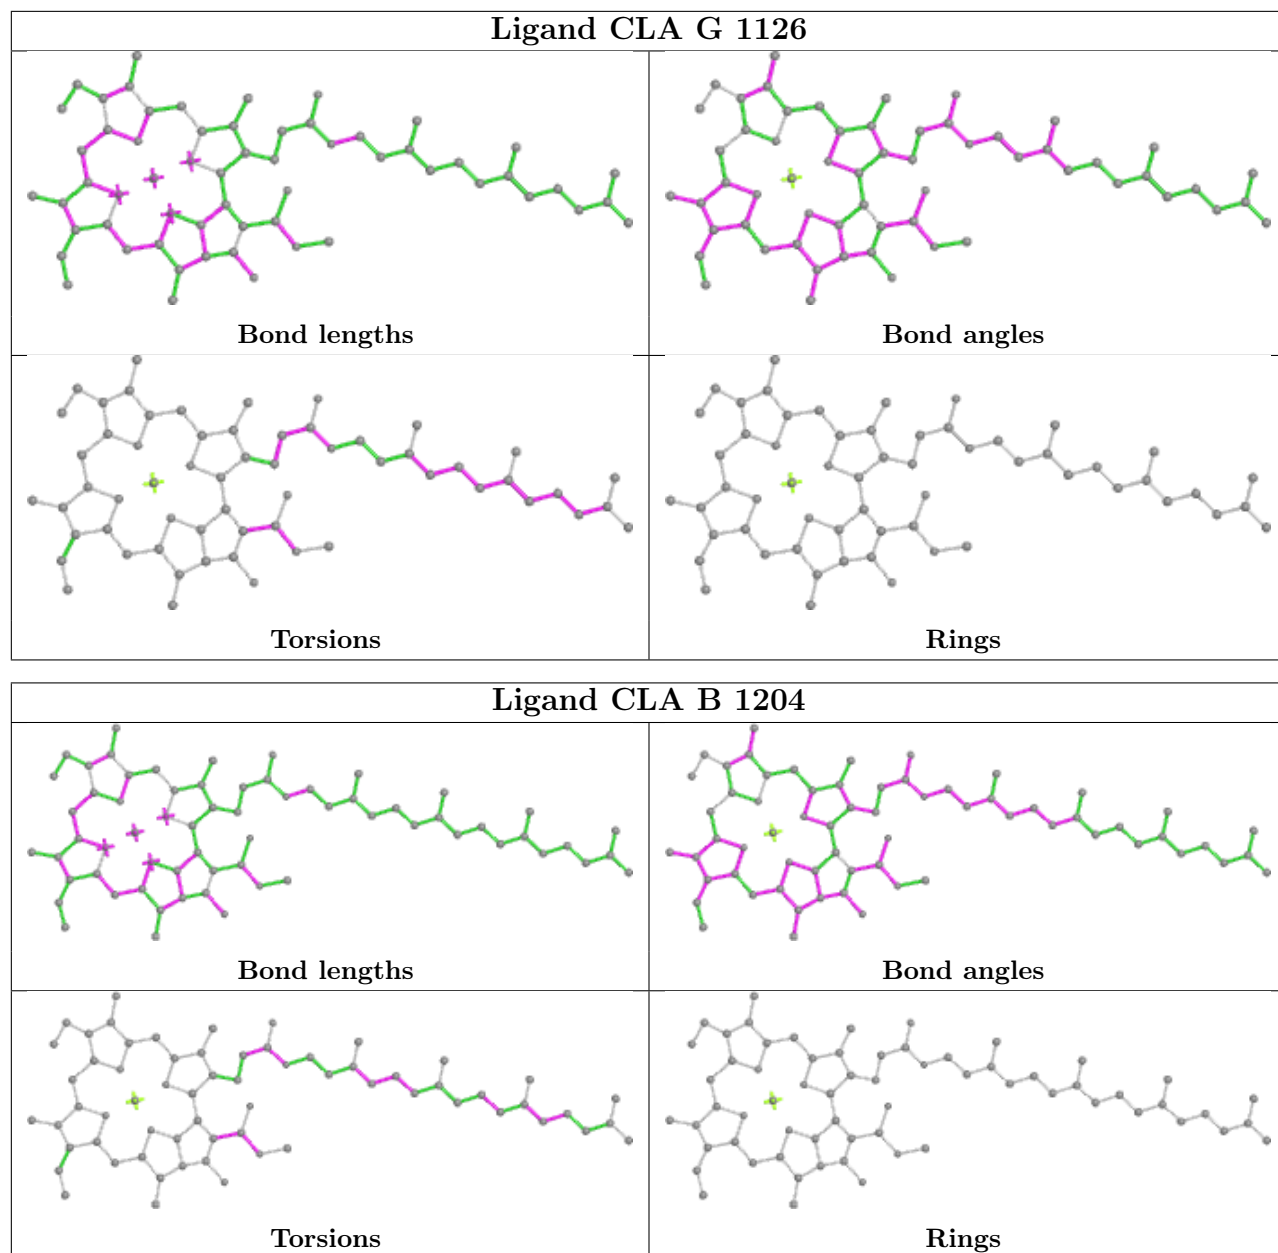 Ligand CLA G 1126
Bond lengths
Bond angles
Torsions
Rings
Ligand CLA B 1204
Bond lengths
Bond angles
Torsions
Rings